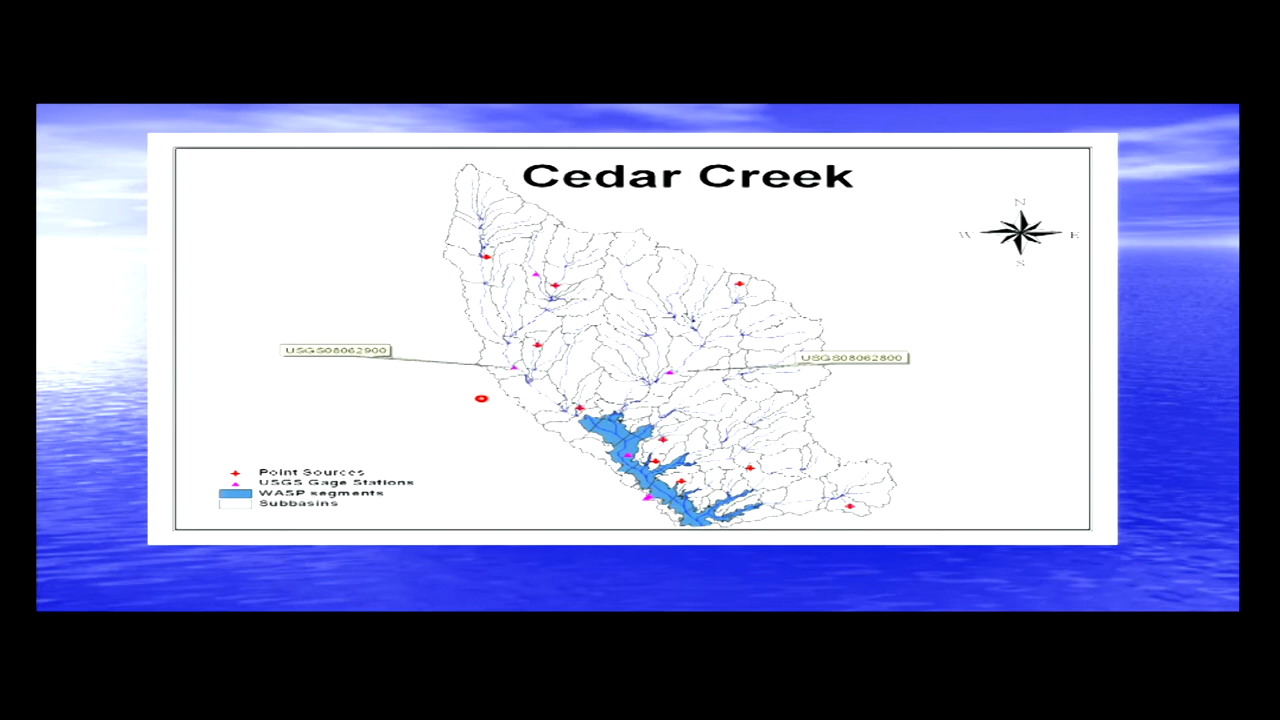 Cedar Creek
N
W E
S
USGS08062900
USGS08062800
Point Sources
USGS Gage Stations
WASP segments
Subbasins